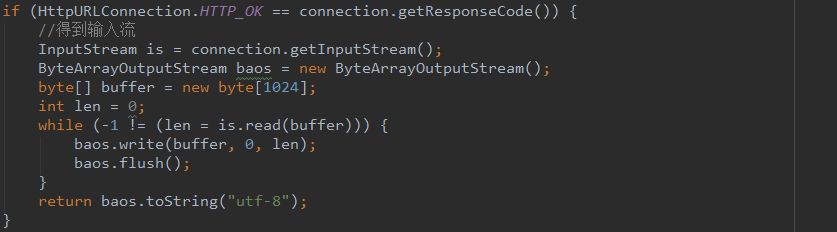 if (HttpURLConnection.HTTP_OK == connection.getResponseCode()) {
    //得到输入流
    InputStream is = connection.getInputStream();
    ByteArrayOutputStream baos = new ByteArrayOutputStream();
    byte[] buffer = new byte[1024];
    int len = 0;
    while (-1 != (len = is.read(buffer))) {
        baos.write(buffer, 0, len);
        baos.flush();
    }
    return baos.toString("utf-8");
}